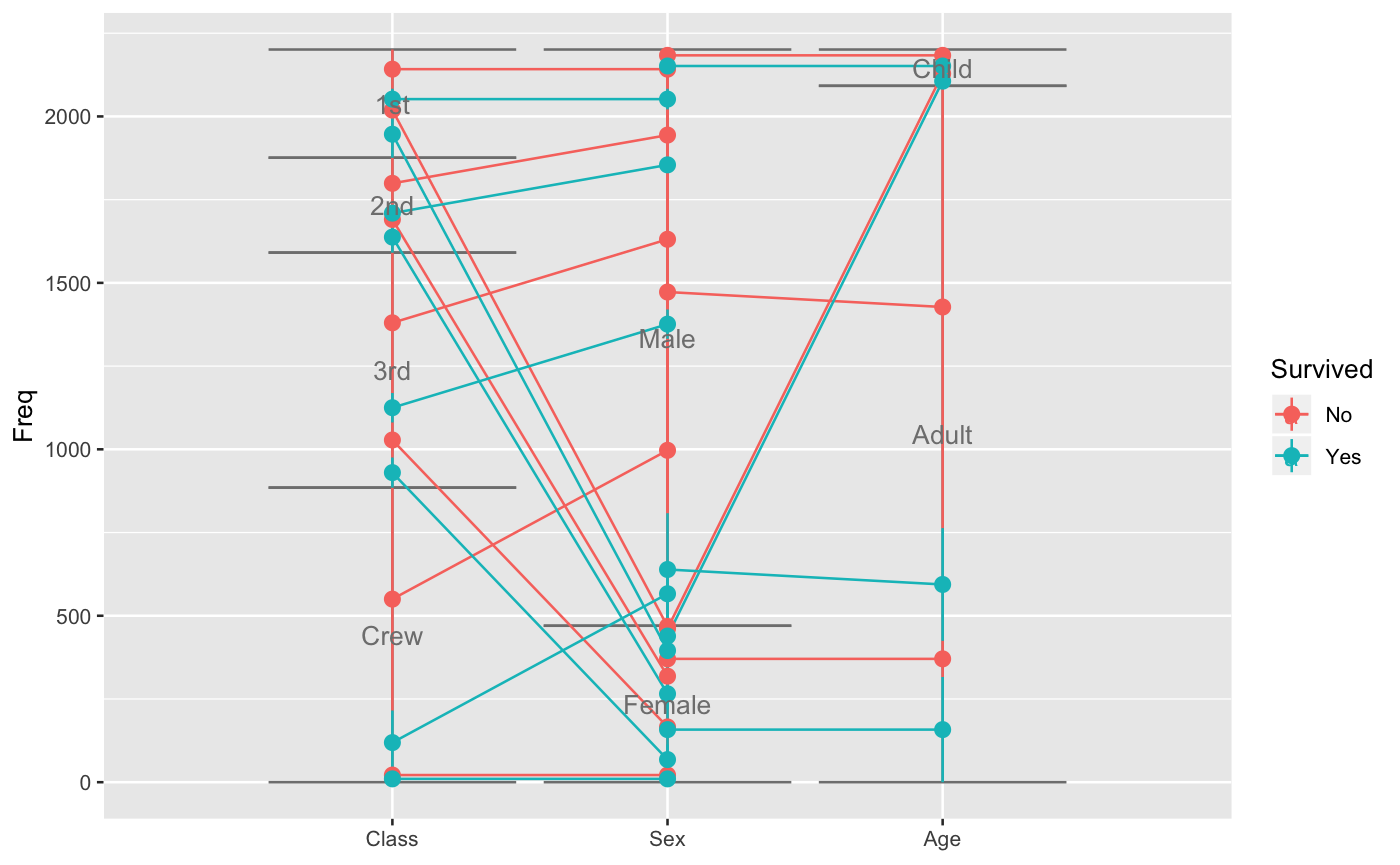 Freq
2000
1500
1000
500
0
1st
2nd
3rd
Crew
Male
Female
Child
Adult
Class
Sex
Age
Survived
No
Yes